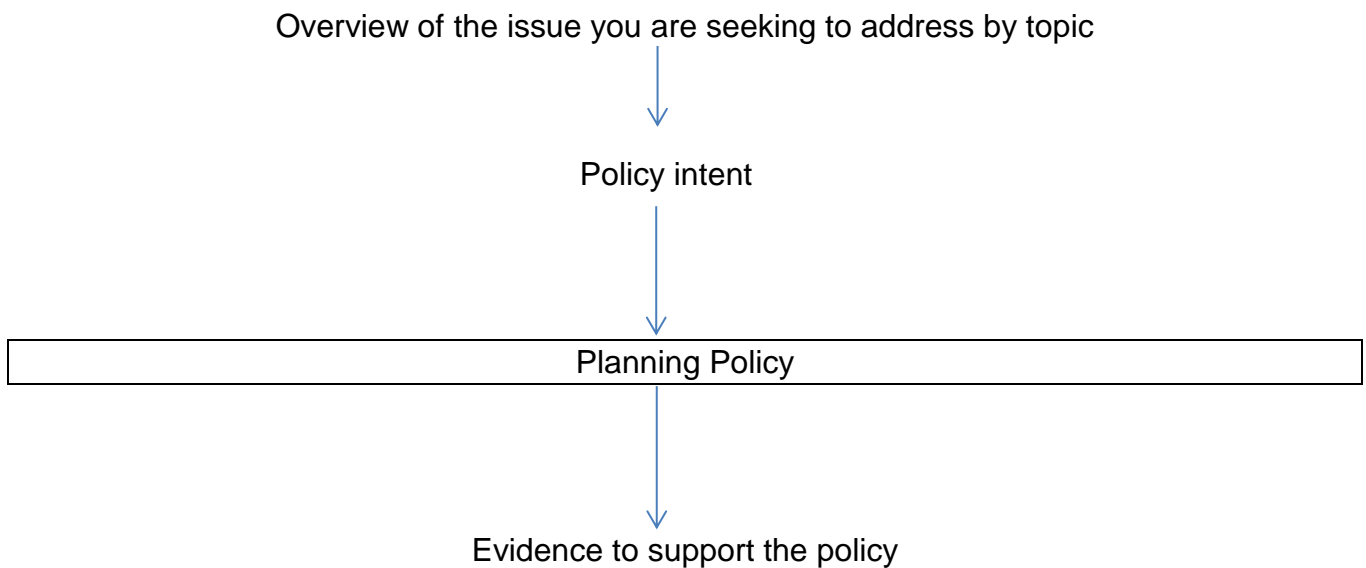 Overview of the issue you are seeking to address by topic
Policy intent
Planning Policy
Evidence to support the policy